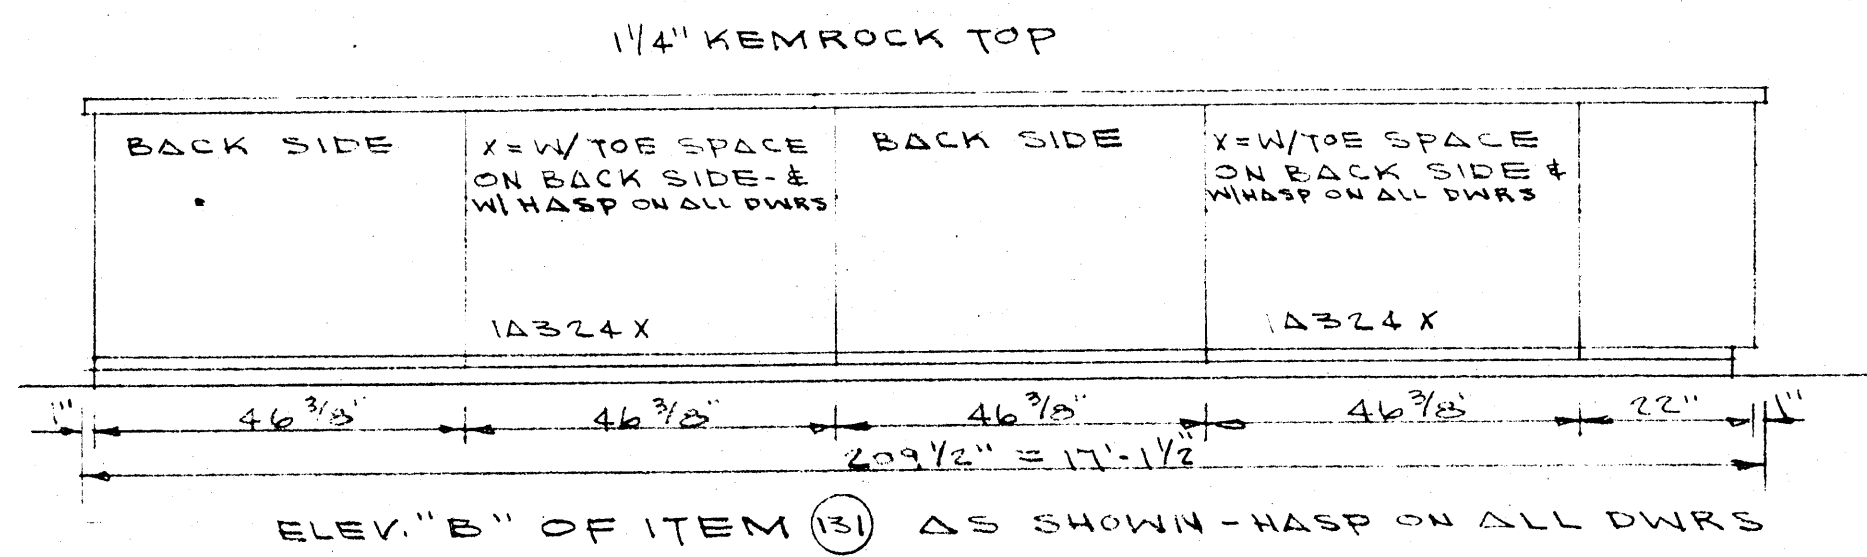 1 1/4" KEMROCK TOP
BACK SIDE
X = W/ TOE SPACE
ON BACK SIDE - &
W/ HASP ON ALL DWRS
1A324X
BACK SIDE
X = W/TOE SPACE
ON BACK SIDE &
W/HASP ON ALL DWRS
1A324X
1" 46 3/8" 46 3/8" 46 3/8" 46 3/8" 22" 1"
209 1/2" = 17'-1 1/2"
ELEV. "B" OF ITEM 131 AS SHOWN - HASP ON ALL DWRS